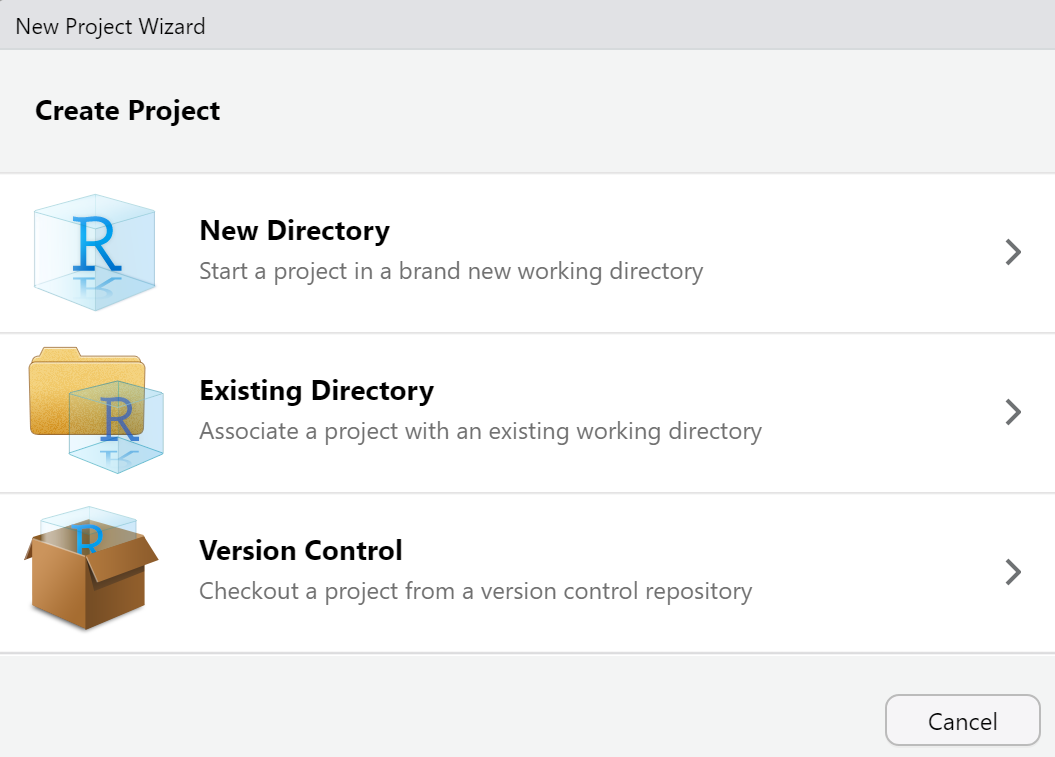 New Project Wizard
Create Project
R
New Directory
Start a project in a brand new working directory
R
Existing Directory
Associate a project with an existing working directory
R
Version Control
Checkout a project from a version control repository
Cancel